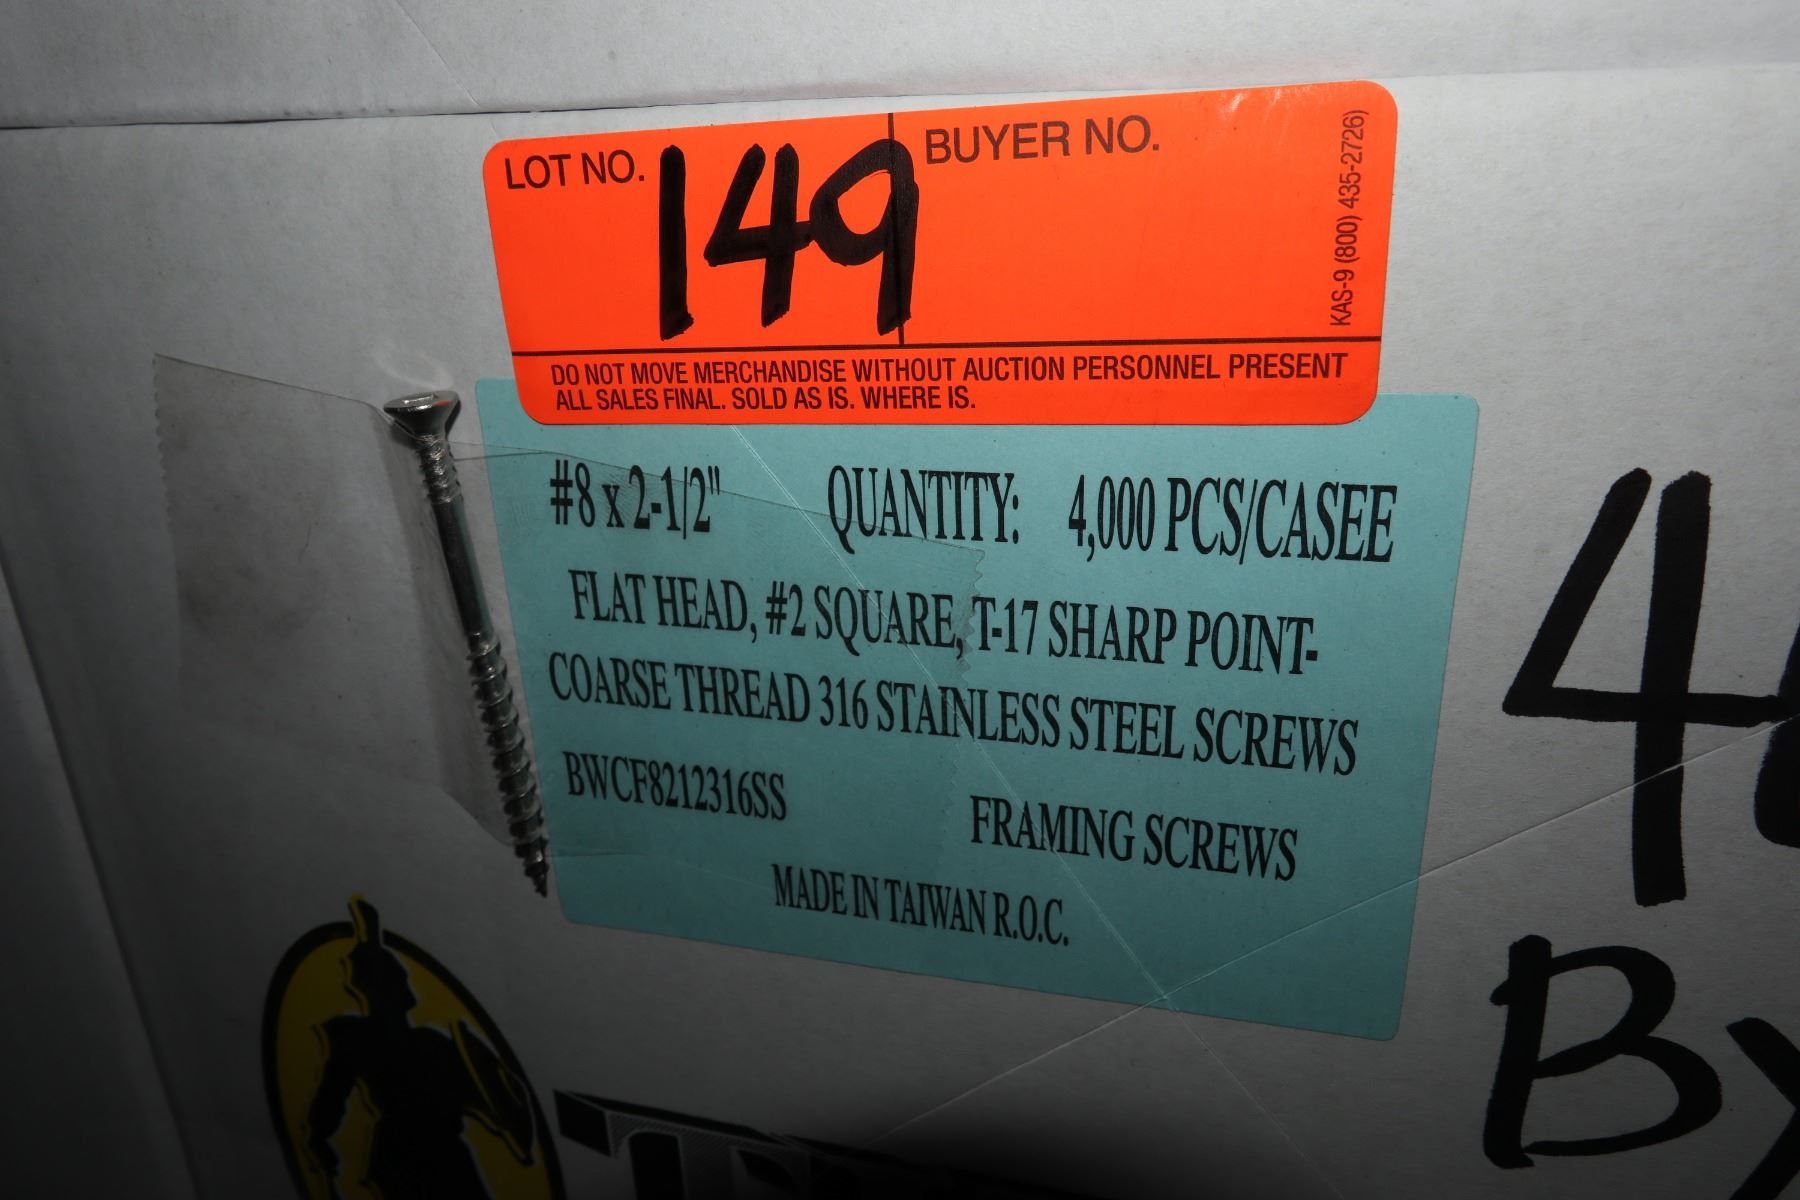 LOT NO. 149 BUYER NO.
KAS-9 (800) 435-2726)
DO NOT MOVE MERCHANDISE WITHOUT AUCTION PERSONNEL PRESENT
ALL SALES FINAL. SOLD AS IS. WHERE IS.
#8 x 2-1/2" QUANTITY: 4,000 PCS/CASEE
FLAT HEAD, #2 SQUARE, T-17 SHARP POINT-
COARSE THREAD 316 STAINLESS STEEL SCREWS
BWCF8212316SS FRAMING SCREWS
MADE IN TAIWAN R.O.C.
4
B